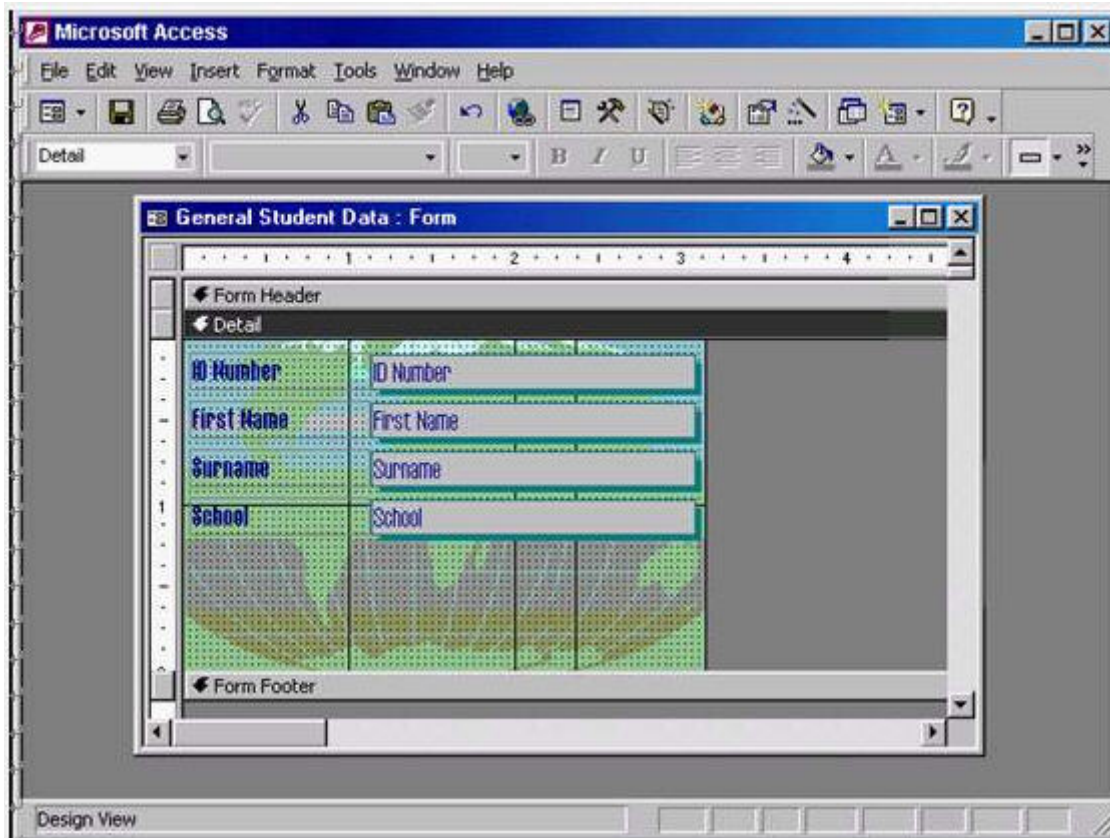 Microsoft Access
File Edit View Insert Format Tools Window Help
Detail B I U A
General Student Data : Form
1 2 3 4
Form Header
Detail
ID Number ID Number
First Name First Name
Surname Surname
1
School School
Form Footer
Design View